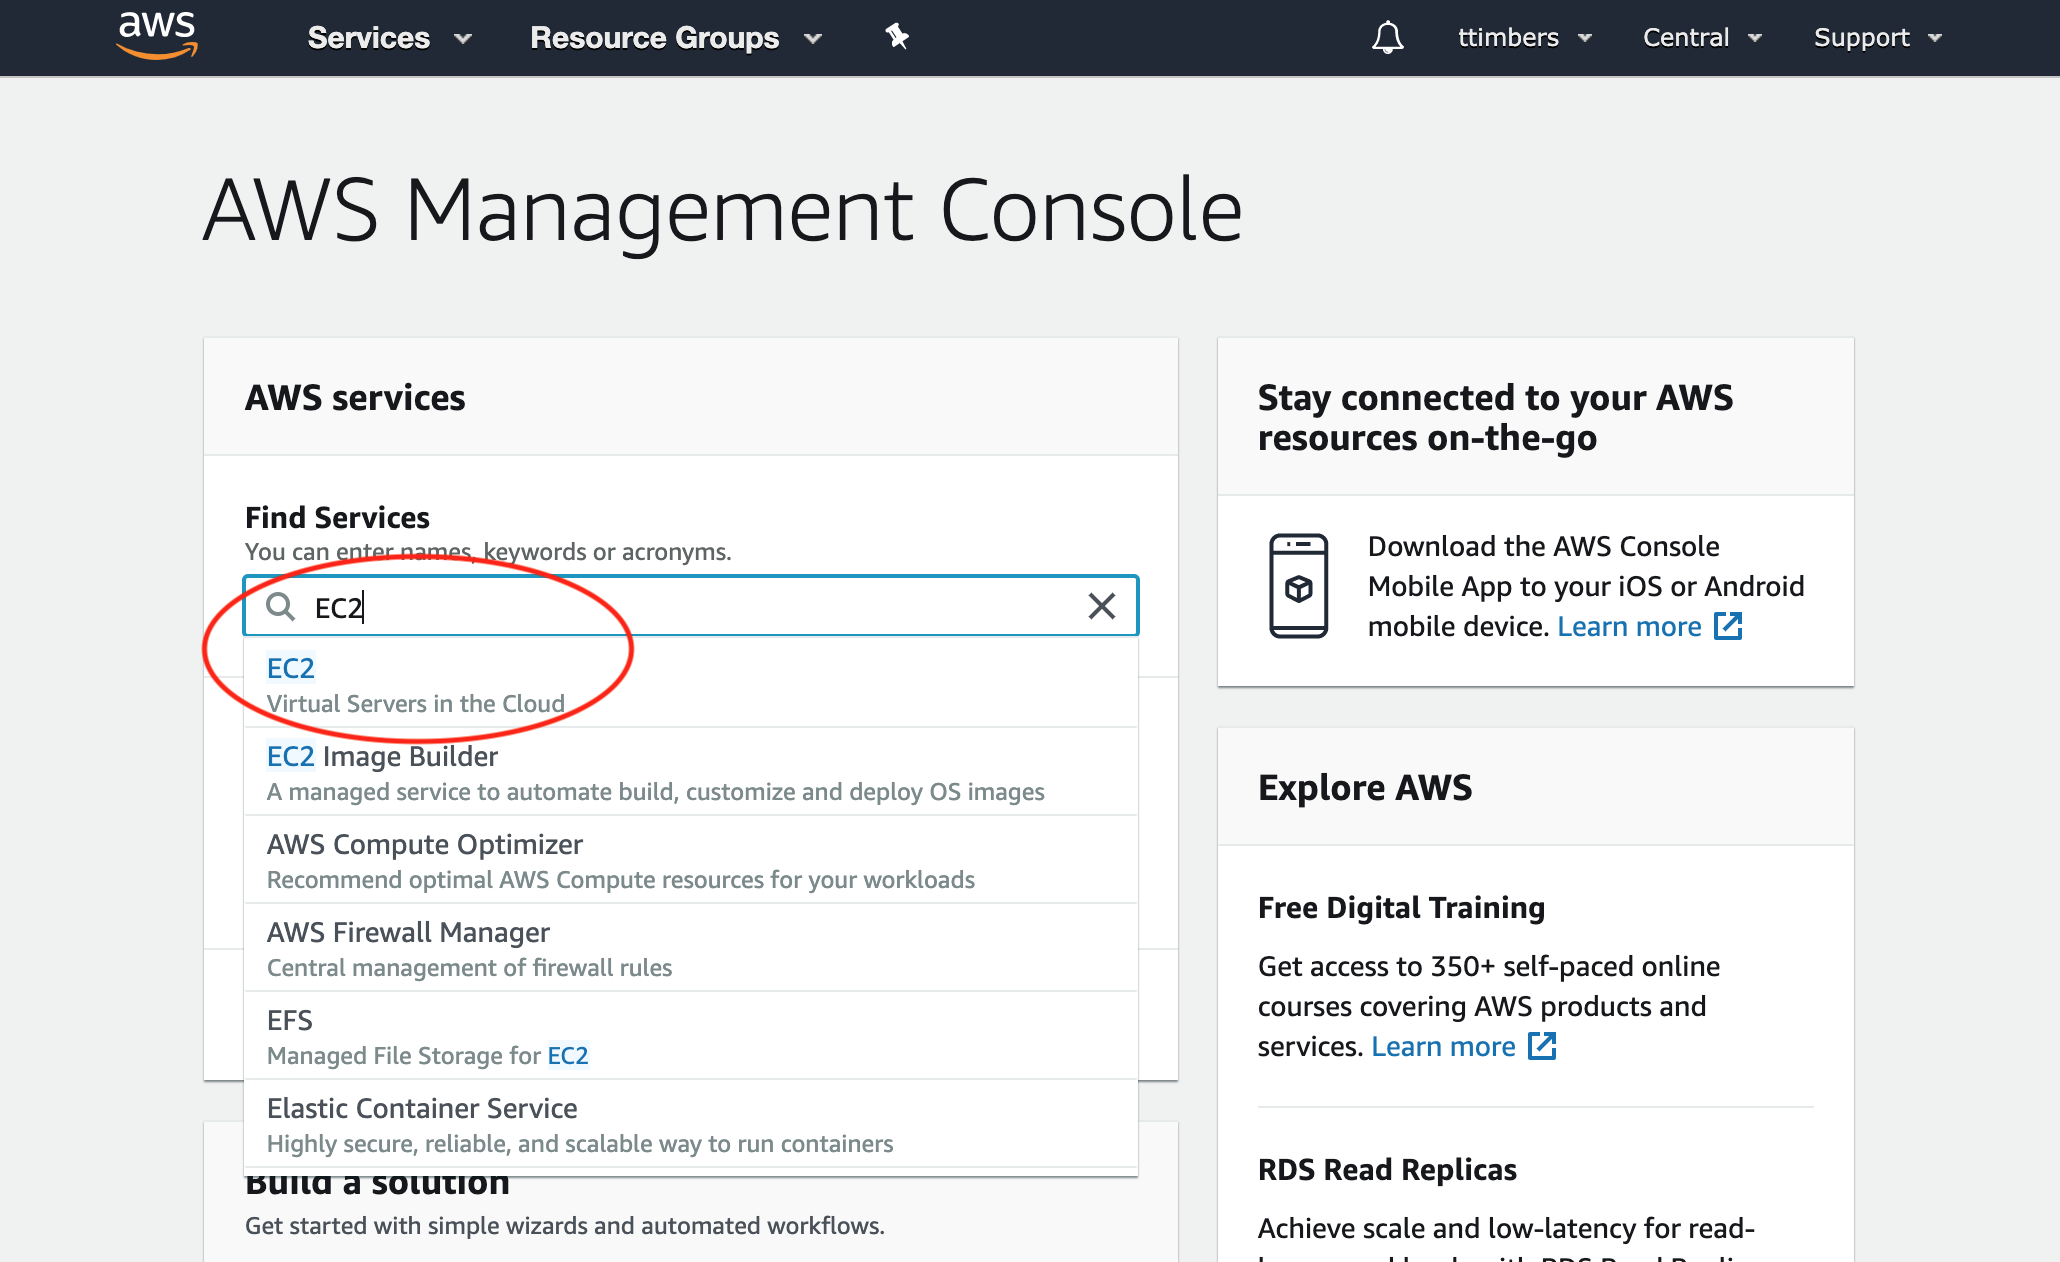 aws Services Resource Groups ttimbers Central Support
AWS Management Console
AWS services
Find Services
You can enter names, keywords or acronyms.
EC2
EC2
Virtual Servers in the Cloud
EC2 Image Builder
A managed service to automate build, customize and deploy OS images
AWS Compute Optimizer
Recommend optimal AWS Compute resources for your workloads
AWS Firewall Manager
Central management of firewall rules
EFS
Managed File Storage for EC2
Elastic Container Service
Highly secure, reliable, and scalable way to run containers
Build a solution
Get started with simple wizards and automated workflows.
Stay connected to your AWS
resources on-the-go
Download the AWS Console
Mobile App to your iOS or Android
mobile device. Learn more
Explore AWS
Free Digital Training
Get access to 350+ self-paced online
courses covering AWS products and
services. Learn more
RDS Read Replicas
Achieve scale and low-latency for read-